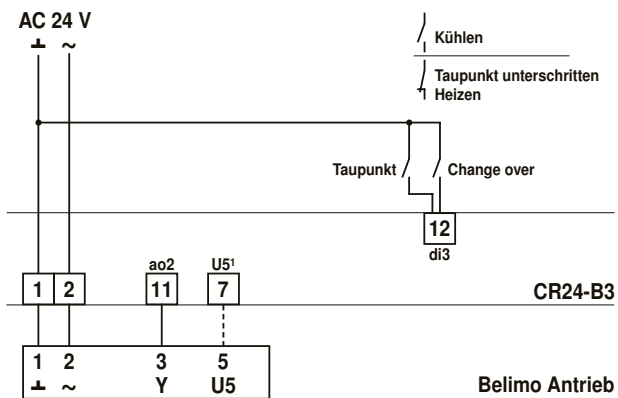 AC 24 V
⊥ ~
Kühlen
Taupunkt unterschritten
Heizen
Taupunkt
Change over
12
di3
ao2
U5¹
1 2 11 7
CR24-B3
1 2 3 5
⊥ ~ Y U5
Belimo Antrieb